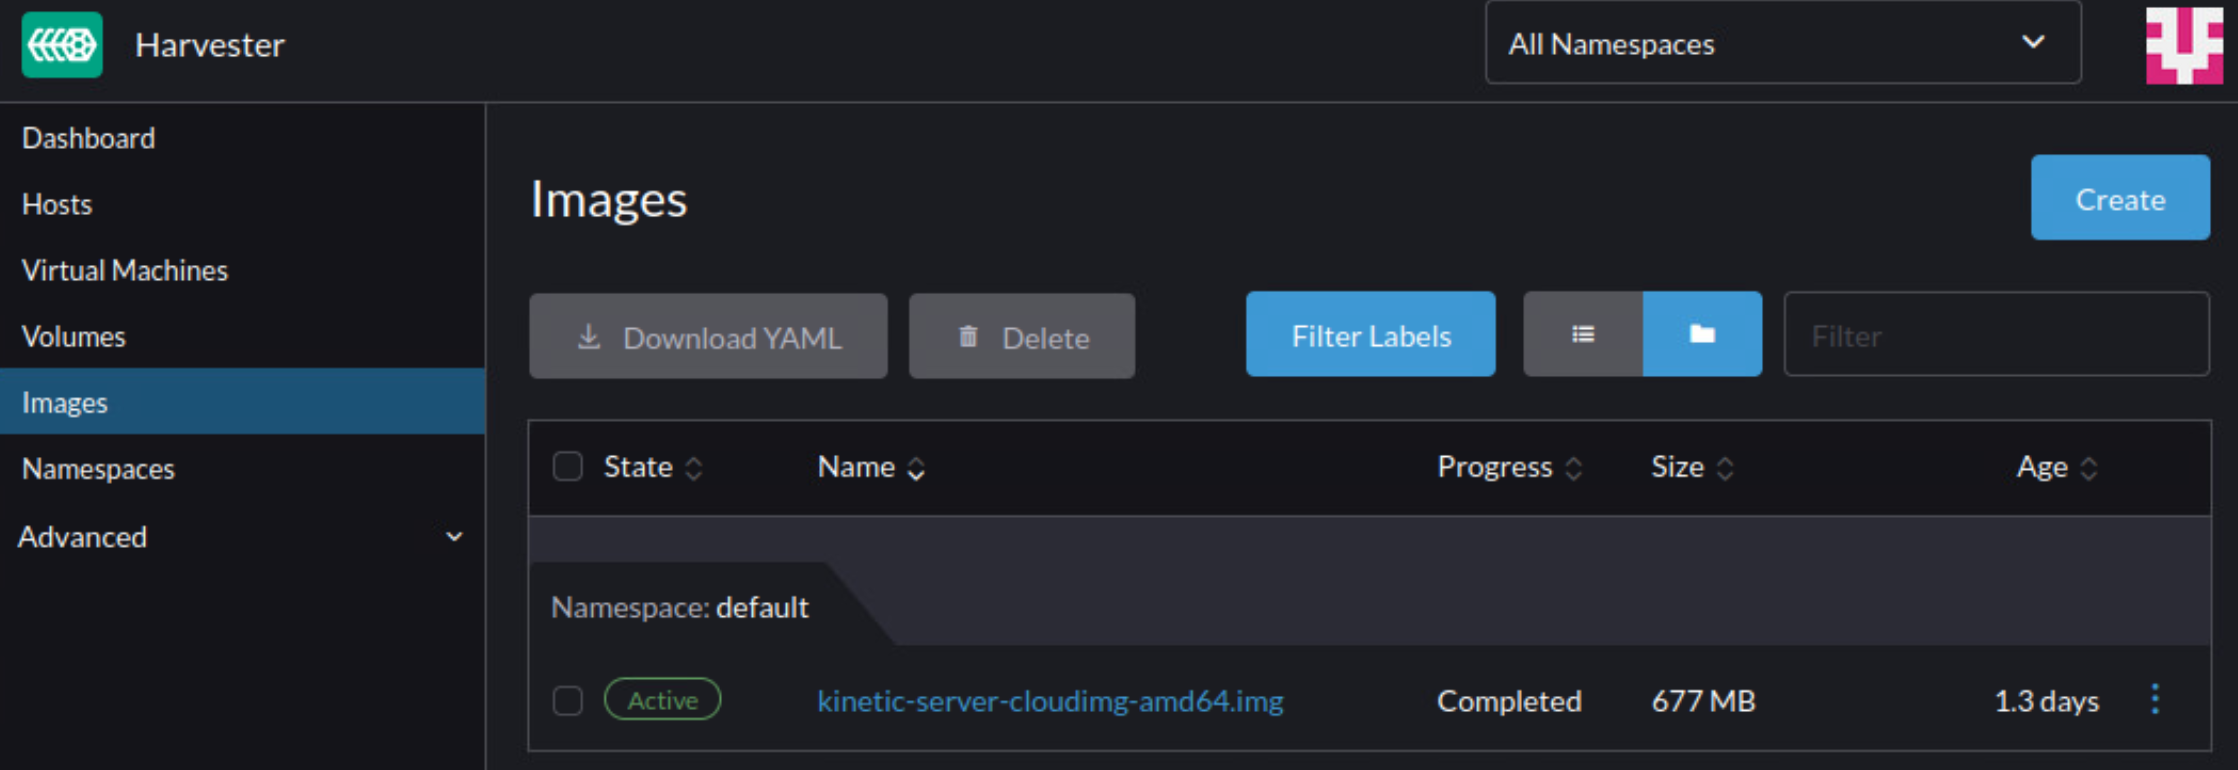 Harvester
All Namespaces
Dashboard
Hosts
Virtual Machines
Volumes
Images
Namespaces
Advanced
Images
Create
Download YAML
Delete
Filter Labels
Filter
State Name Progress Size Age
Namespace: default
Active kinetic-server-cloudimg-amd64.img Completed 677 MB 1.3 days